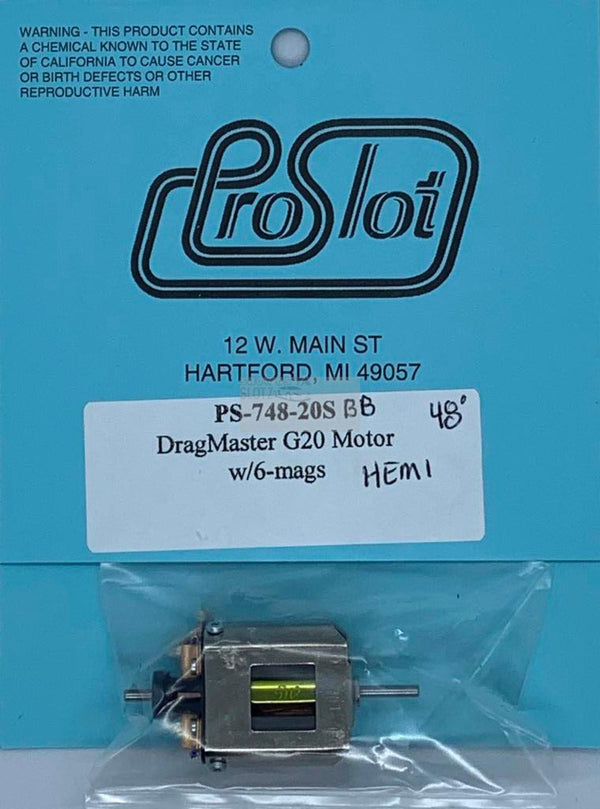 WARNING - THIS PRODUCT CONTAINS
A CHEMICAL KNOWN TO THE STATE
OF CALIFORNIA TO CAUSE CANCER
OR BIRTH DEFECTS OR OTHER
REPRODUCTIVE HARM
ProSlot
12 W. MAIN ST
HARTFORD, MI 49057
PS-748-20S BB 48°
DragMaster G20 Motor
w/6-mags HEMI